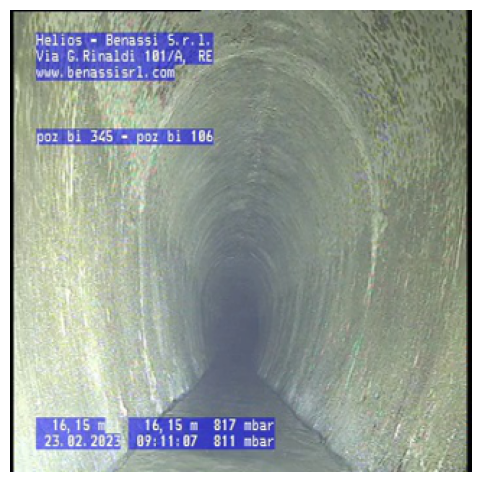 Helios - Benassi S.r.l.
Via G.Rinaldi 101/A, RE
www.benassisrl.com
poz bi 345 - poz bi 106
16,15 m 16,15 m 817 mbar
23.02.2023 09:11:07 811 mbar